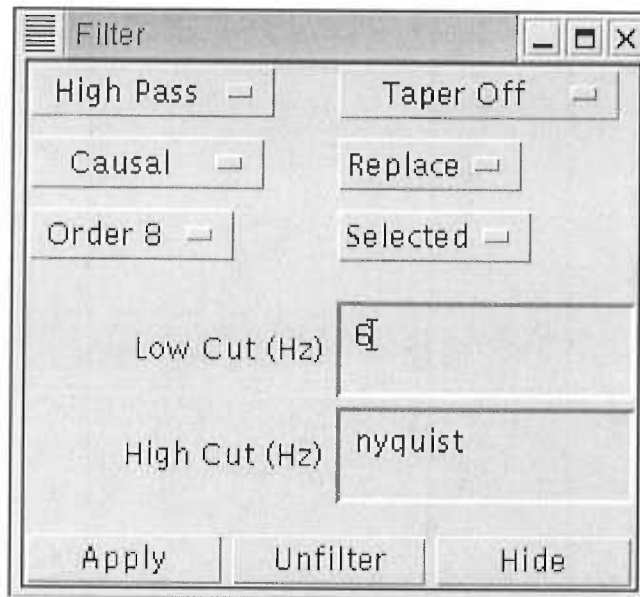 Filter
High Pass
Taper Off
Causal
Replace
Order 8
Selected
Low Cut (Hz)
6
High Cut (Hz)
nyquist
Apply
Unfilter
Hide